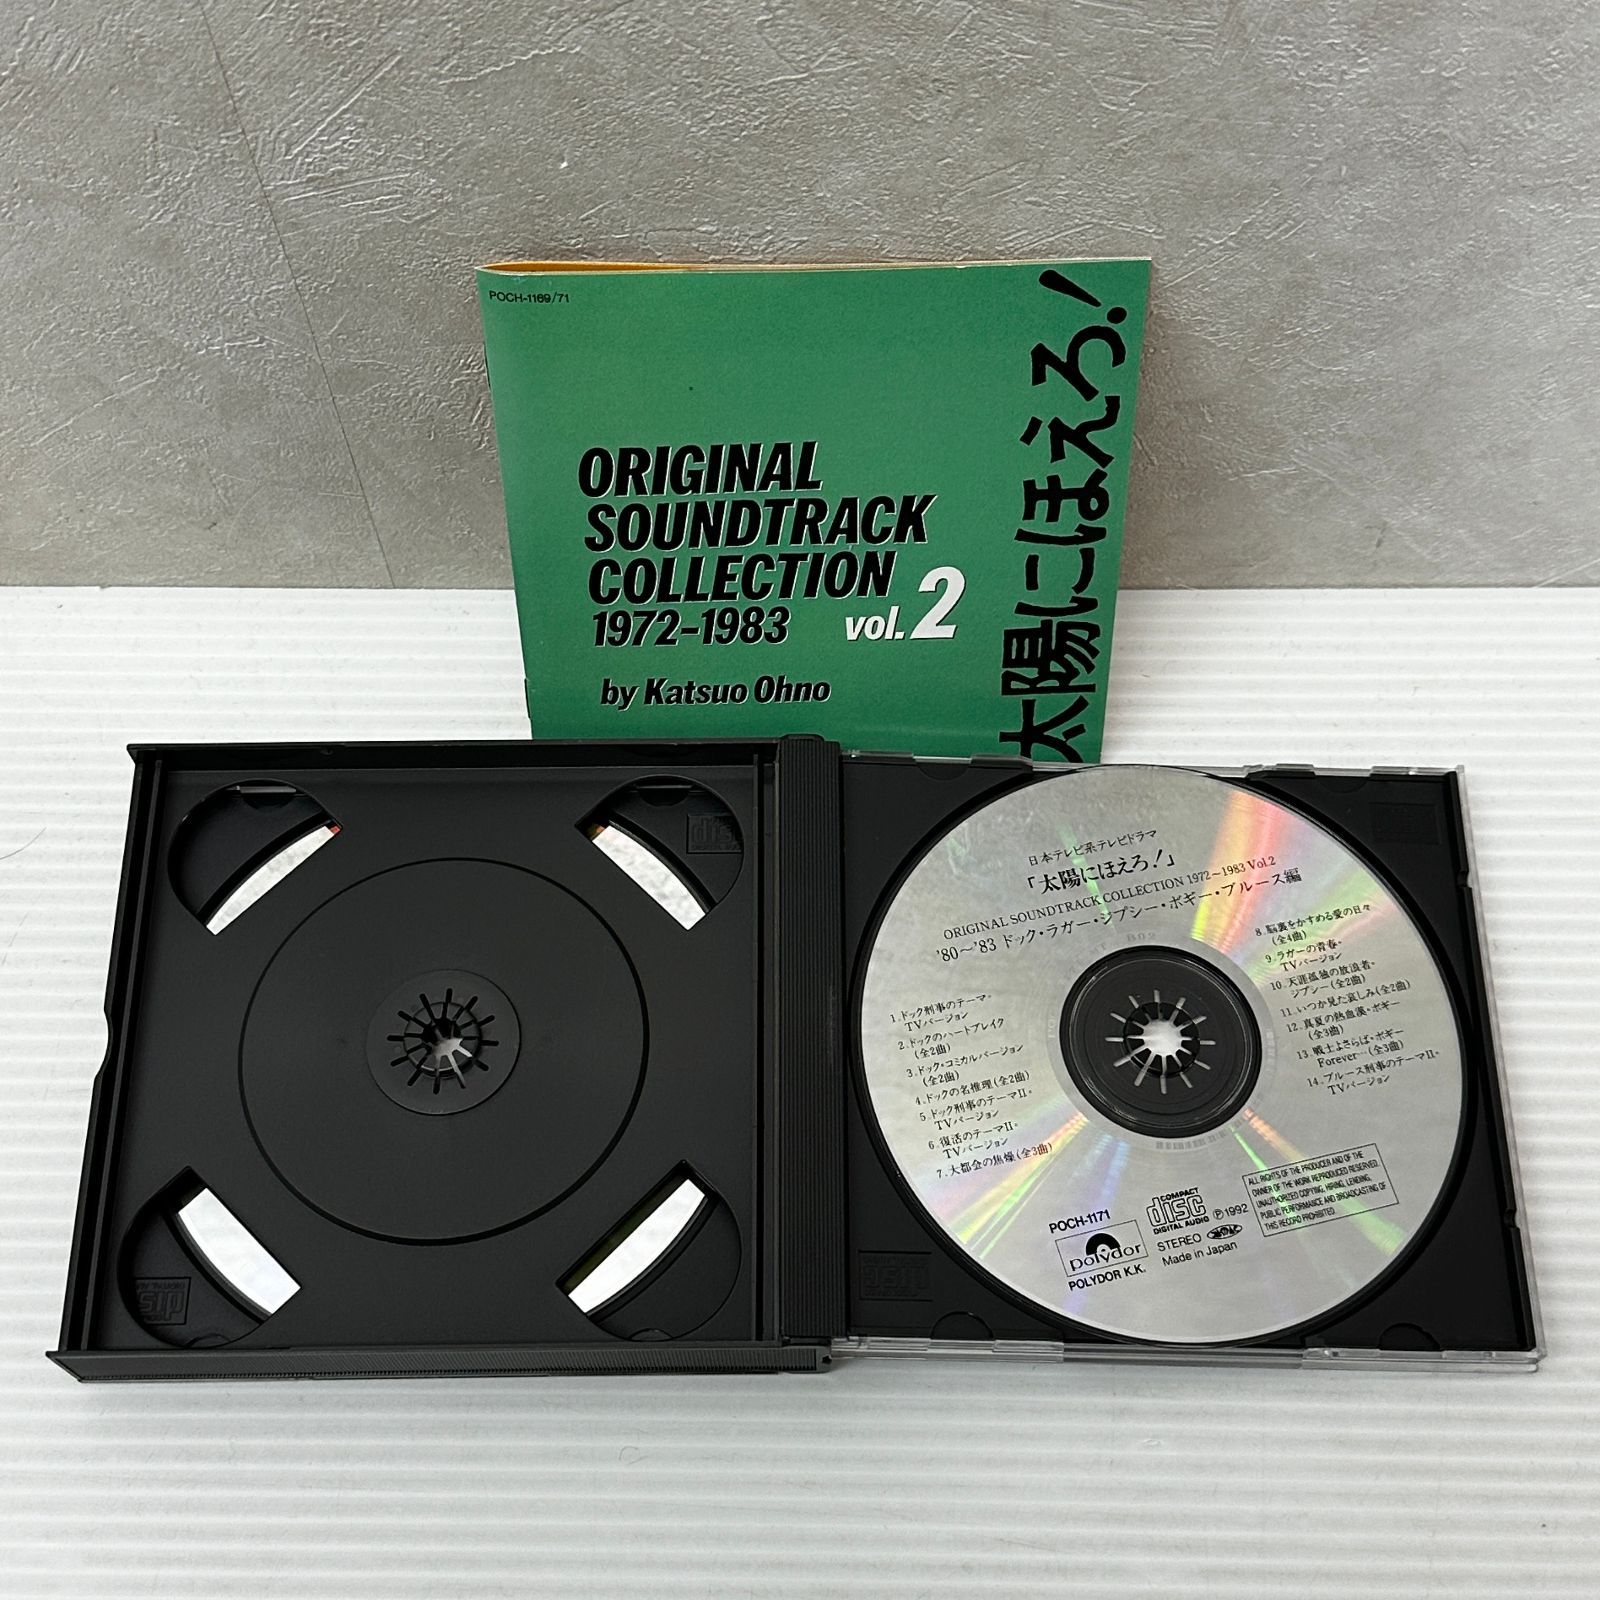 POCH-1169/71
ORIGINAL
SOUNDTRACK
COLLECTION
1972-1983 vol.2
by Katsuo Ohno
太陽にほえろ!
日本テレビ系テレビドラマ
「太陽にほえろ!」
ORIGINAL SOUNDTRACK COLLECTION 1972〜1983 Vol.2
'80〜'83 ドック・ラガー・ジプシー・ボギー・ブルース編
1.ドック刑事のテーマ。
TVバージョン
2.ドックのハートブレイク
(全2曲)
3.ドック・コミカルバージョン
(全2曲)
4.ドックの名推理(全2曲)
5.ドック刑事のテーマII。
TVバージョン
6.復活のテーマII。
TVバージョン
7.大都会の焦燥(全3曲)
8.脳裏をかすめる愛の日々
(全4曲)
9.ラガーの青春。
TVバージョン
10.天涯孤独の放浪者。
ジプシー(全2曲)
11.いつか見た哀しみ(全2曲)
12.真夏の熱血漢・ボギー
(全3曲)
13.戦士よさらば・ボギー
Forever…(全3曲)
14.ブルース刑事のテーマII。
TVバージョン
POCH-1171
polydor
POLYDOR K.K.
COMPACT
disc
DIGITAL AUDIO
℗1992
STEREO
Made in Japan
ALL RIGHTS OF THE PRODUCER AND OF THE
OWNER OF THE WORK REPRODUCED RESERVED.
UNAUTHORIZED COPYING, HIRING, LENDING,
PUBLIC PERFORMANCE AND BROADCASTING OF
THIS RECORD PROHIBITED.